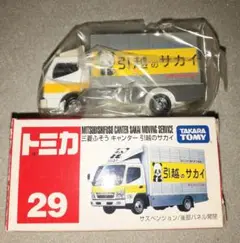 引越のサカイ
トミカ
MITSUBISHI FUSO CANTER SAKAI MOVING SERVICE
三菱ふそう キャンター 引越のサカイ
TAKARA TOMY
29
引越のサカイ
サスペンション/後部パネル開閉